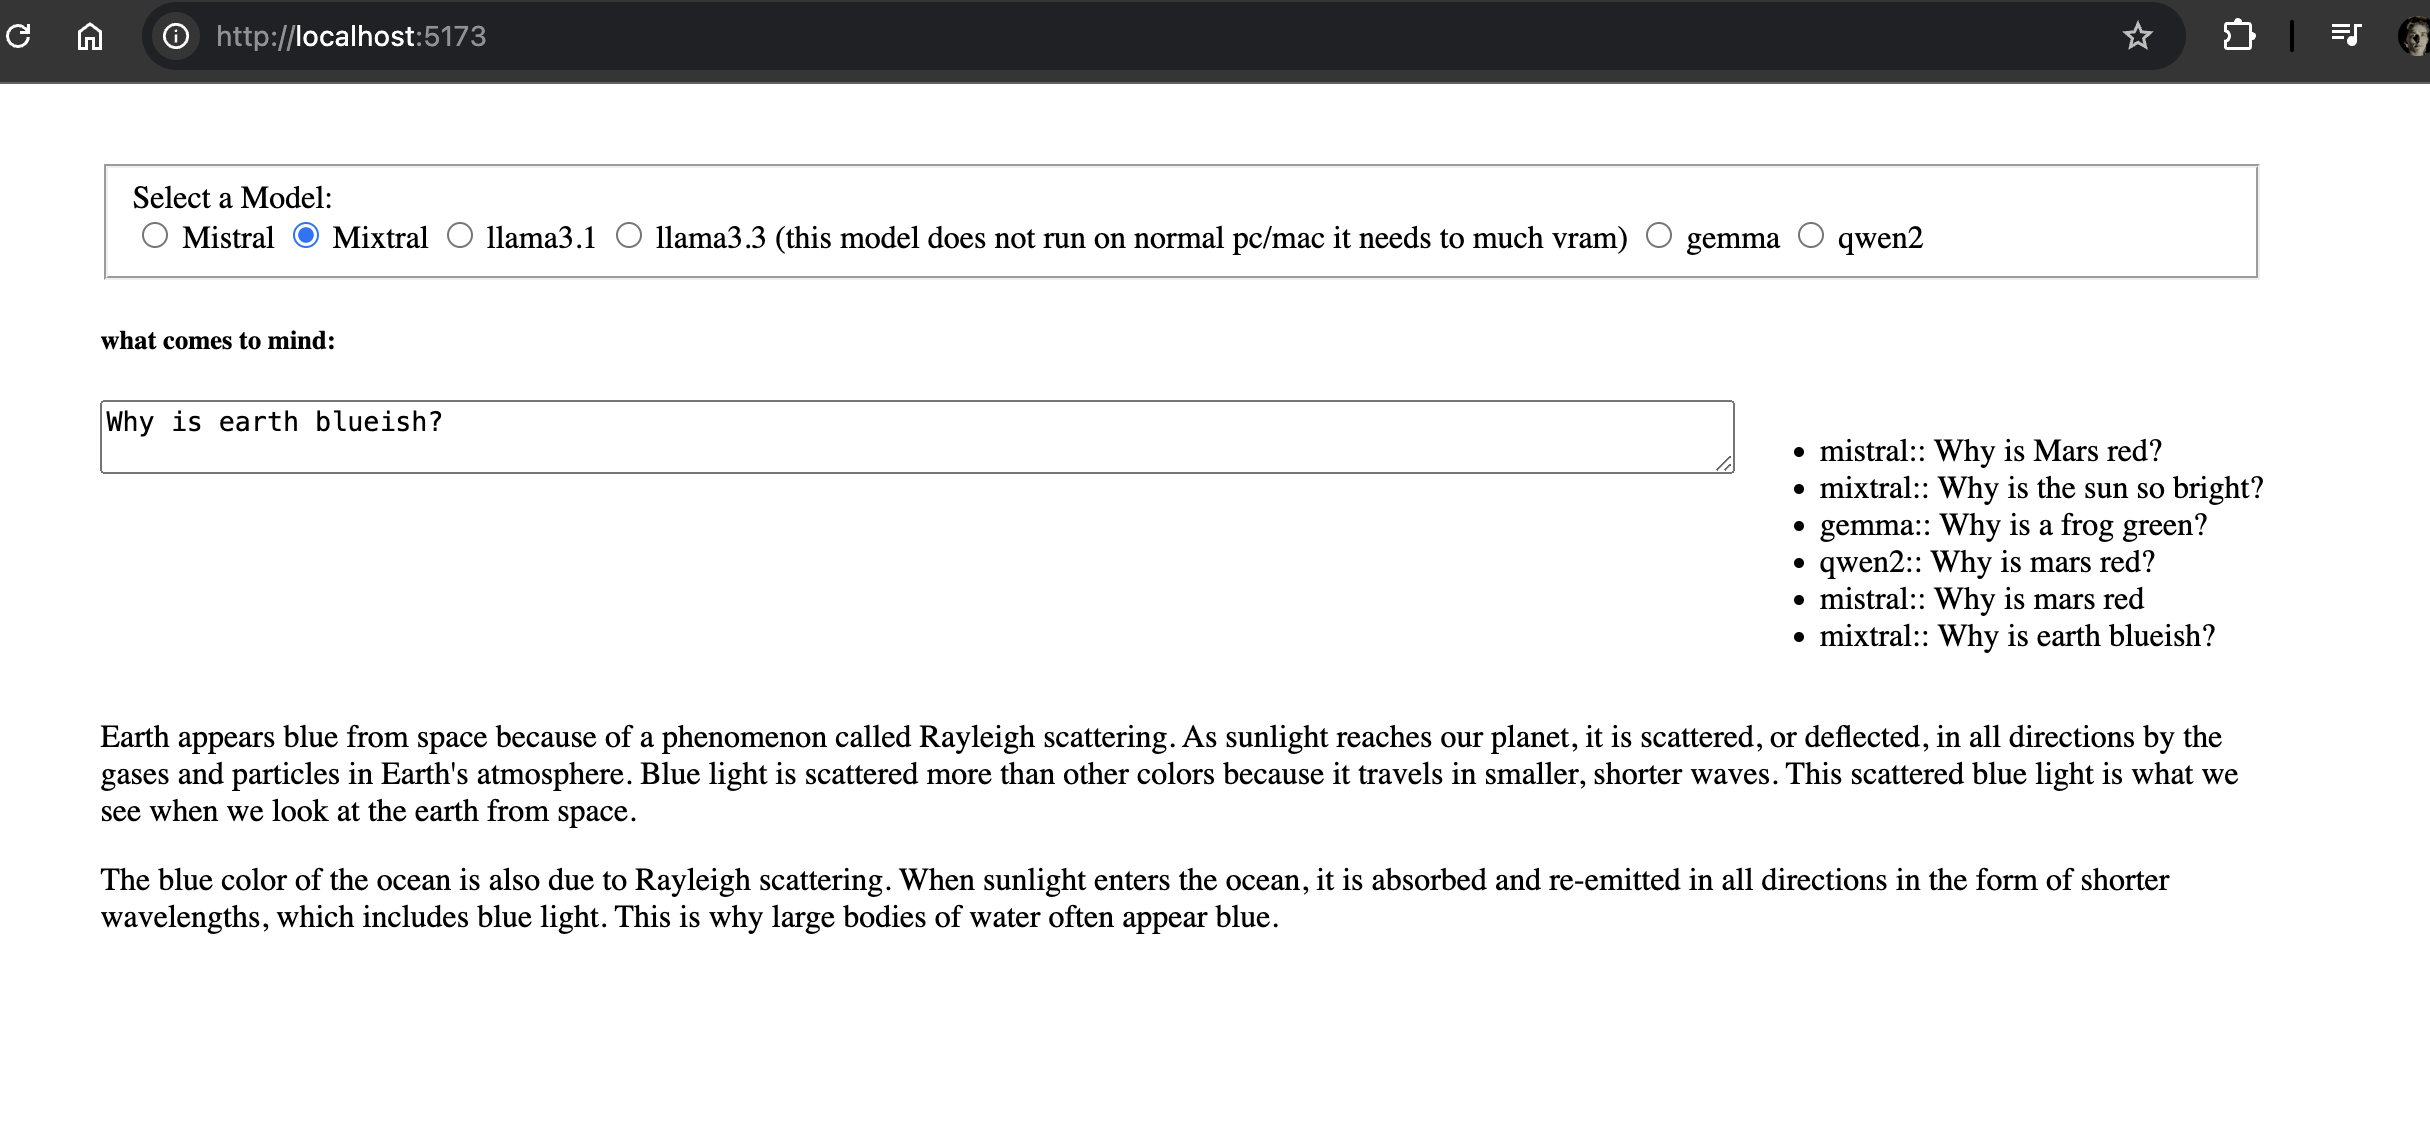 http://localhost:5173
Select a Model:
Mistral Mixtral llama3.1 llama3.3 (this model does not run on normal pc/mac it needs to much vram) gemma qwen2
what comes to mind:
Why is earth blueish?
mistral:: Why is Mars red?
mixtral:: Why is the sun so bright?
gemma:: Why is a frog green?
qwen2:: Why is mars red?
mistral:: Why is mars red
mixtral:: Why is earth blueish?
Earth appears blue from space because of a phenomenon called Rayleigh scattering. As sunlight reaches our planet, it is scattered, or deflected, in all directions by the
gases and particles in Earth's atmosphere. Blue light is scattered more than other colors because it travels in smaller, shorter waves. This scattered blue light is what we
see when we look at the earth from space.
The blue color of the ocean is also due to Rayleigh scattering. When sunlight enters the ocean, it is absorbed and re-emitted in all directions in the form of shorter
wavelengths, which includes blue light. This is why large bodies of water often appear blue.